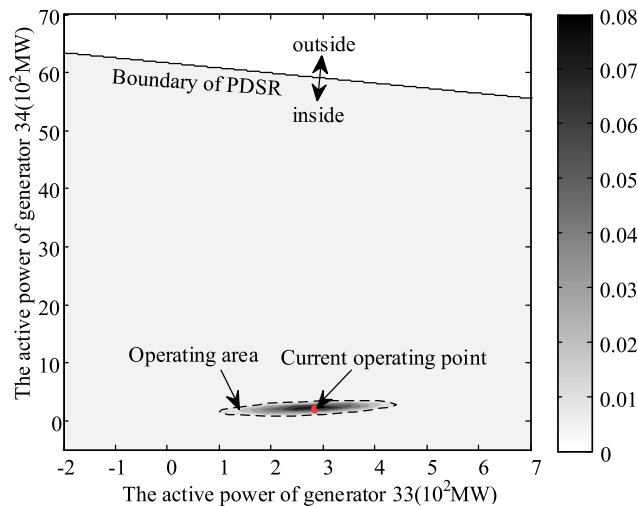 70
60
50
40
30
20
10
0
The active power of generator 34(10²MW)
outside
Boundary of PDSR
inside
Operating area
Current operating point
-2 -1 0 1 2 3 4 5 6 7
The active power of generator 33(10²MW)
0.08
0.07
0.06
0.05
0.04
0.03
0.02
0.01
0